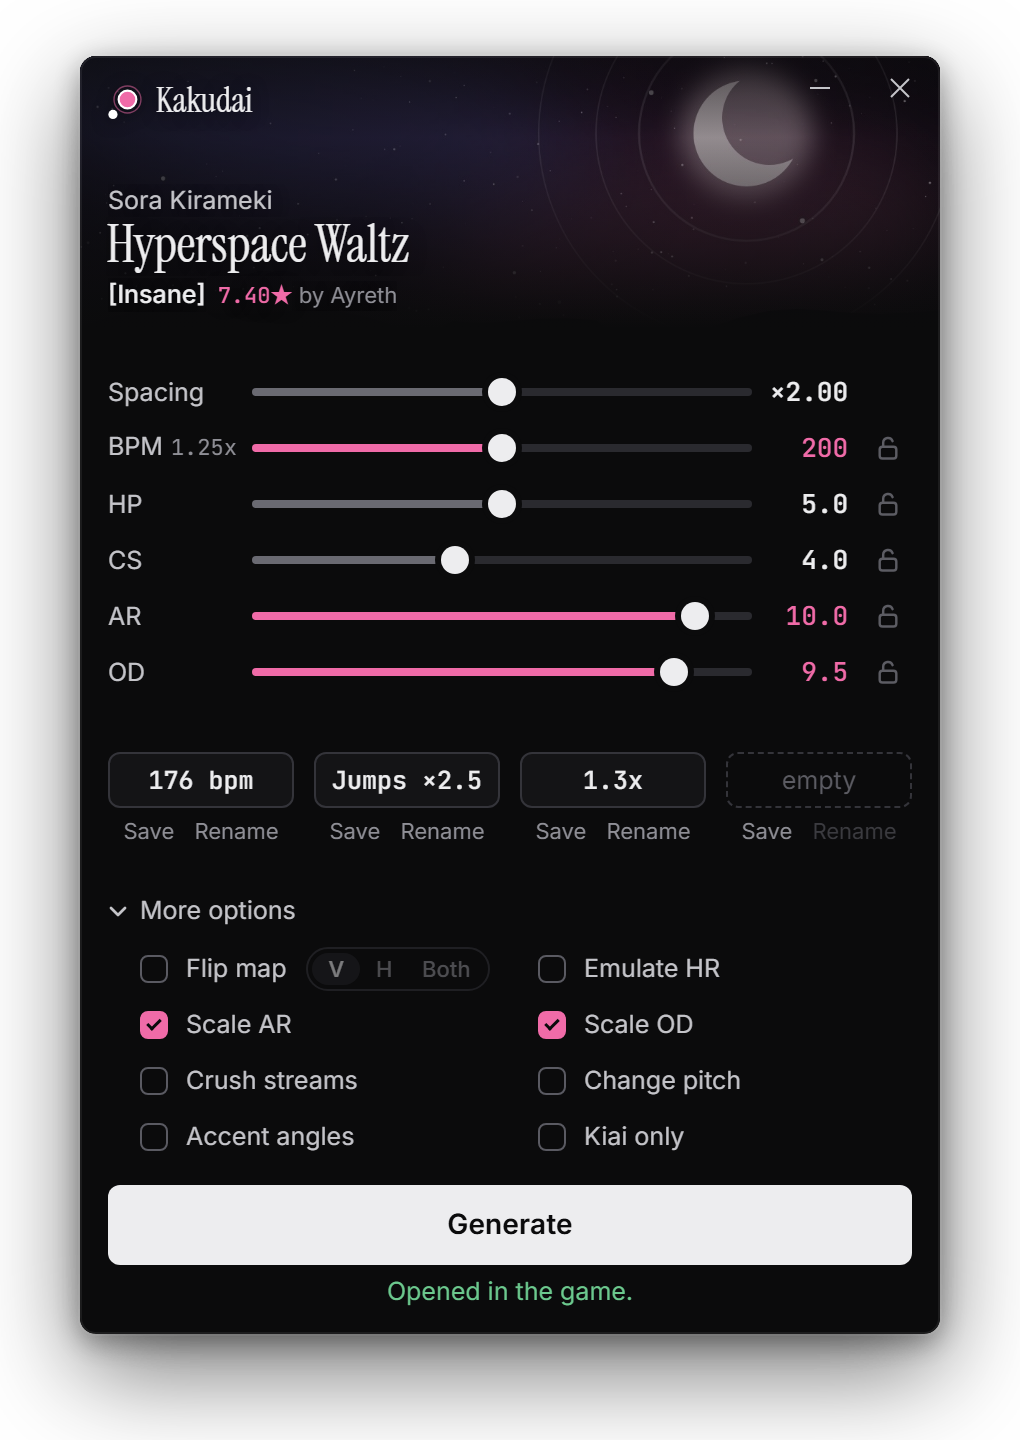 Kakudai
Sora Kirameki
Hyperspace Waltz
[Insane] 7.40★ by Ayreth
Spacing ×2.00
BPM 1.25x 200
HP 5.0
CS 4.0
AR 10.0
OD 9.5
176 bpm Jumps ×2.5 1.3x empty
Save Rename Save Rename Save Rename Save Rename
More options
Flip map V H Both Emulate HR
Scale AR Scale OD
Crush streams Change pitch
Accent angles Kiai only
Generate
Opened in the game.